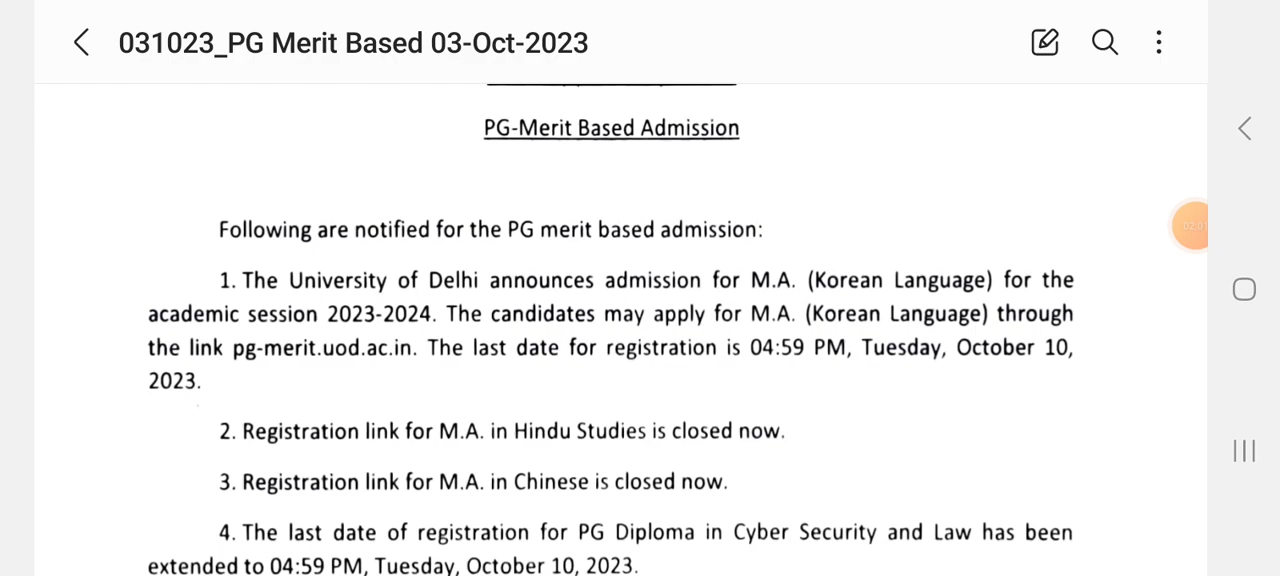 031023_PG Merit Based 03-Oct-2023
PG-Merit Based Admission
Following are notified for the PG merit based admission:
1. The University of Delhi announces admission for M.A. (Korean Language) for the
academic session 2023-2024. The candidates may apply for M.A. (Korean Language) through
the link pg-merit.uod.ac.in. The last date for registration is 04:59 PM, Tuesday, October 10,
2023.
2. Registration link for M.A. in Hindu Studies is closed now.
3. Registration link for M.A. in Chinese is closed now.
4. The last date of registration for PG Diploma in Cyber Security and Law has been
extended to 04:59 PM, Tuesday, October 10, 2023.